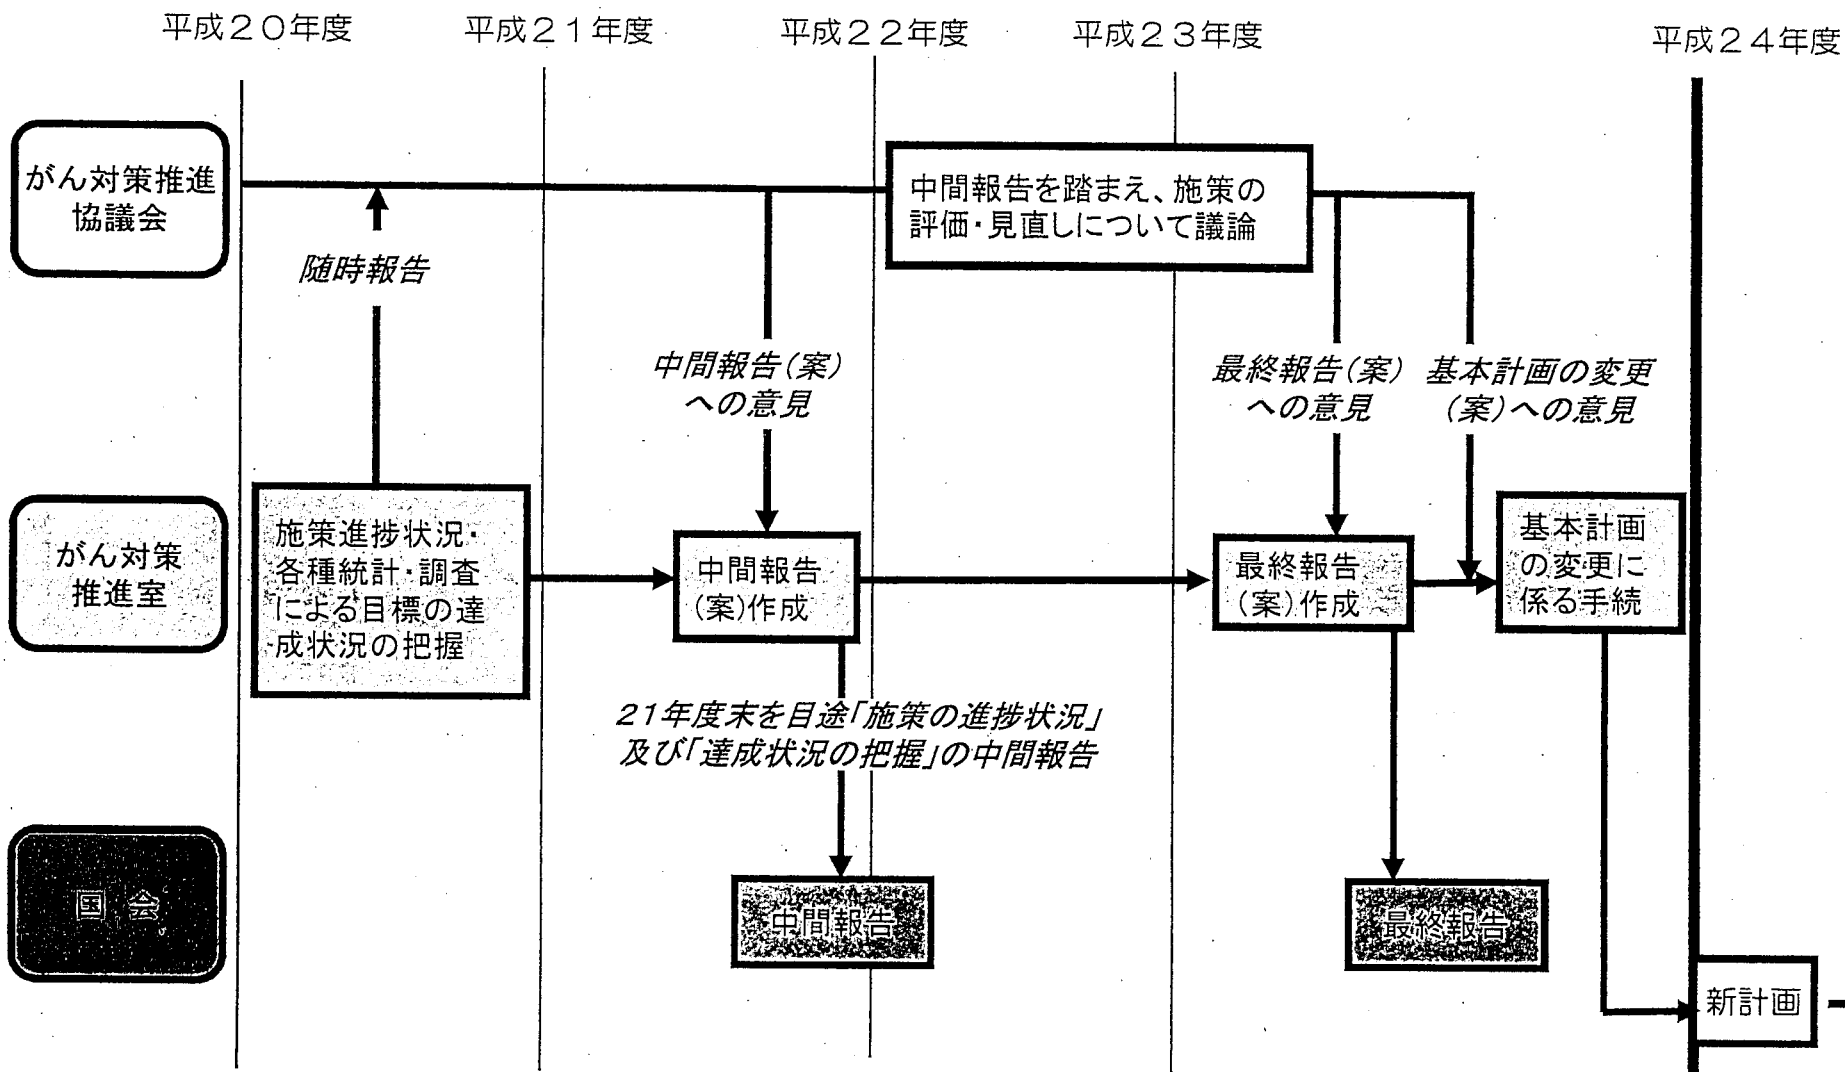 平成２０年度
平成２１年度
平成２２年度
平成２３年度
平成２４年度
がん対策推進
協議会
中間報告を踏まえ、施策の
評価・見直しについて議論
随時報告
中間報告(案)
への意見
最終報告(案)
への意見
基本計画の変更
(案)への意見
がん対策
推進室
施策進捗状況・
各種統計・調査
による目標の達
成状況の把握
中間報告
(案)作成
最終報告
(案)作成
基本計画
の変更に
係る手続
21年度末を目途「施策の進捗状況」
及び「達成状況の把握」の中間報告
国 会
中間報告
最終報告
新計画